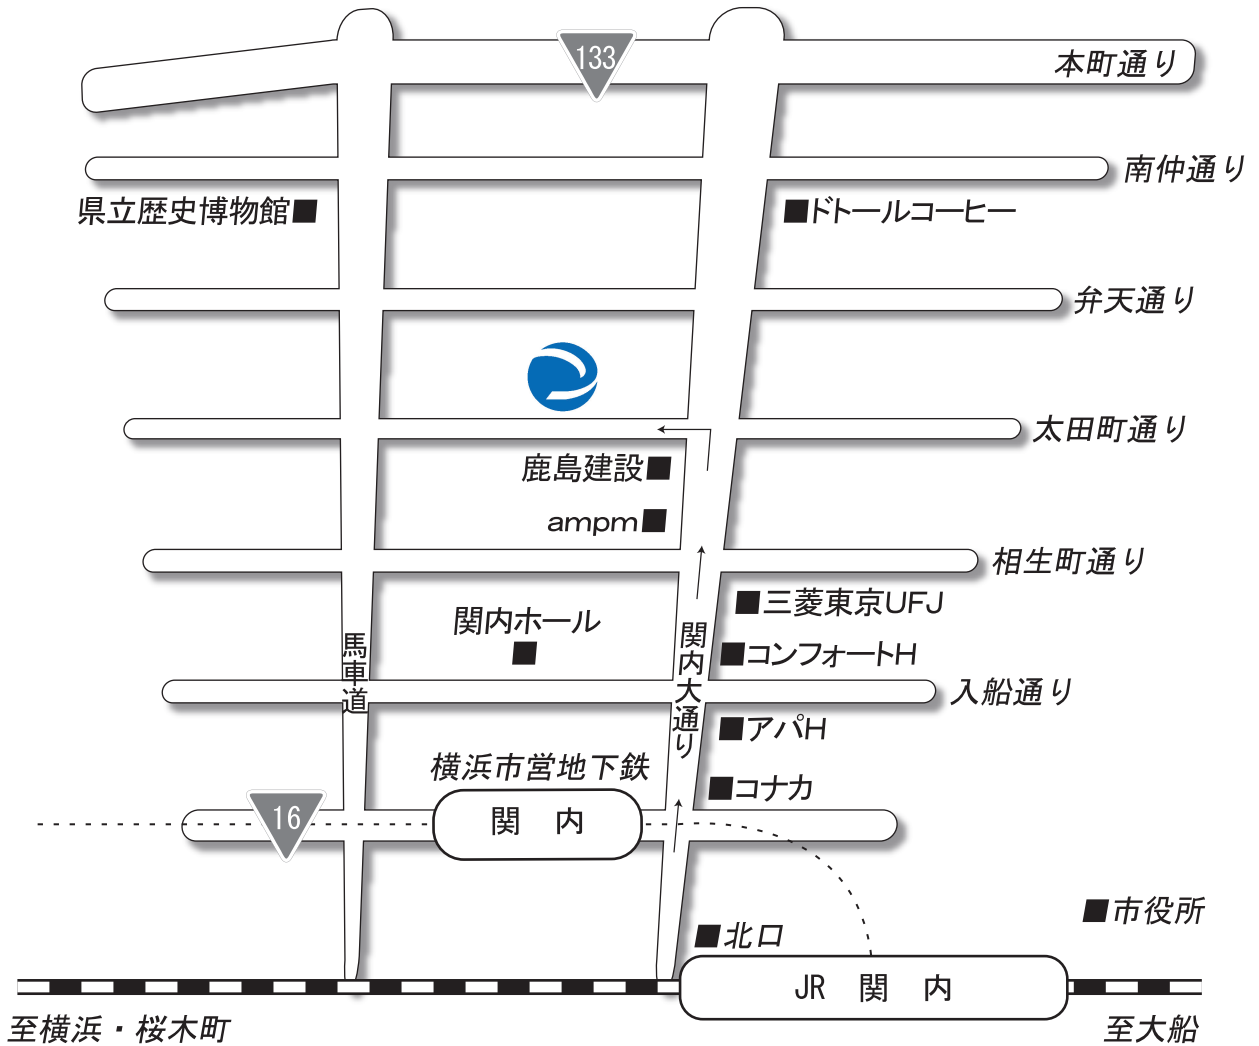 133
本町通り
南仲通り
県立歴史博物館■
■ドトールコーヒー
弁天通り
太田町通り
鹿島建設■
ampm■
相生町通り
■三菱東京UFJ
関内ホール
■
馬車道
関内大通り
■コンフォートH
入船通り
■アパH
横浜市営地下鉄
■コナカ
16
関 内
■市役所
■北口
JR 関 内
至横浜・桜木町
至大船